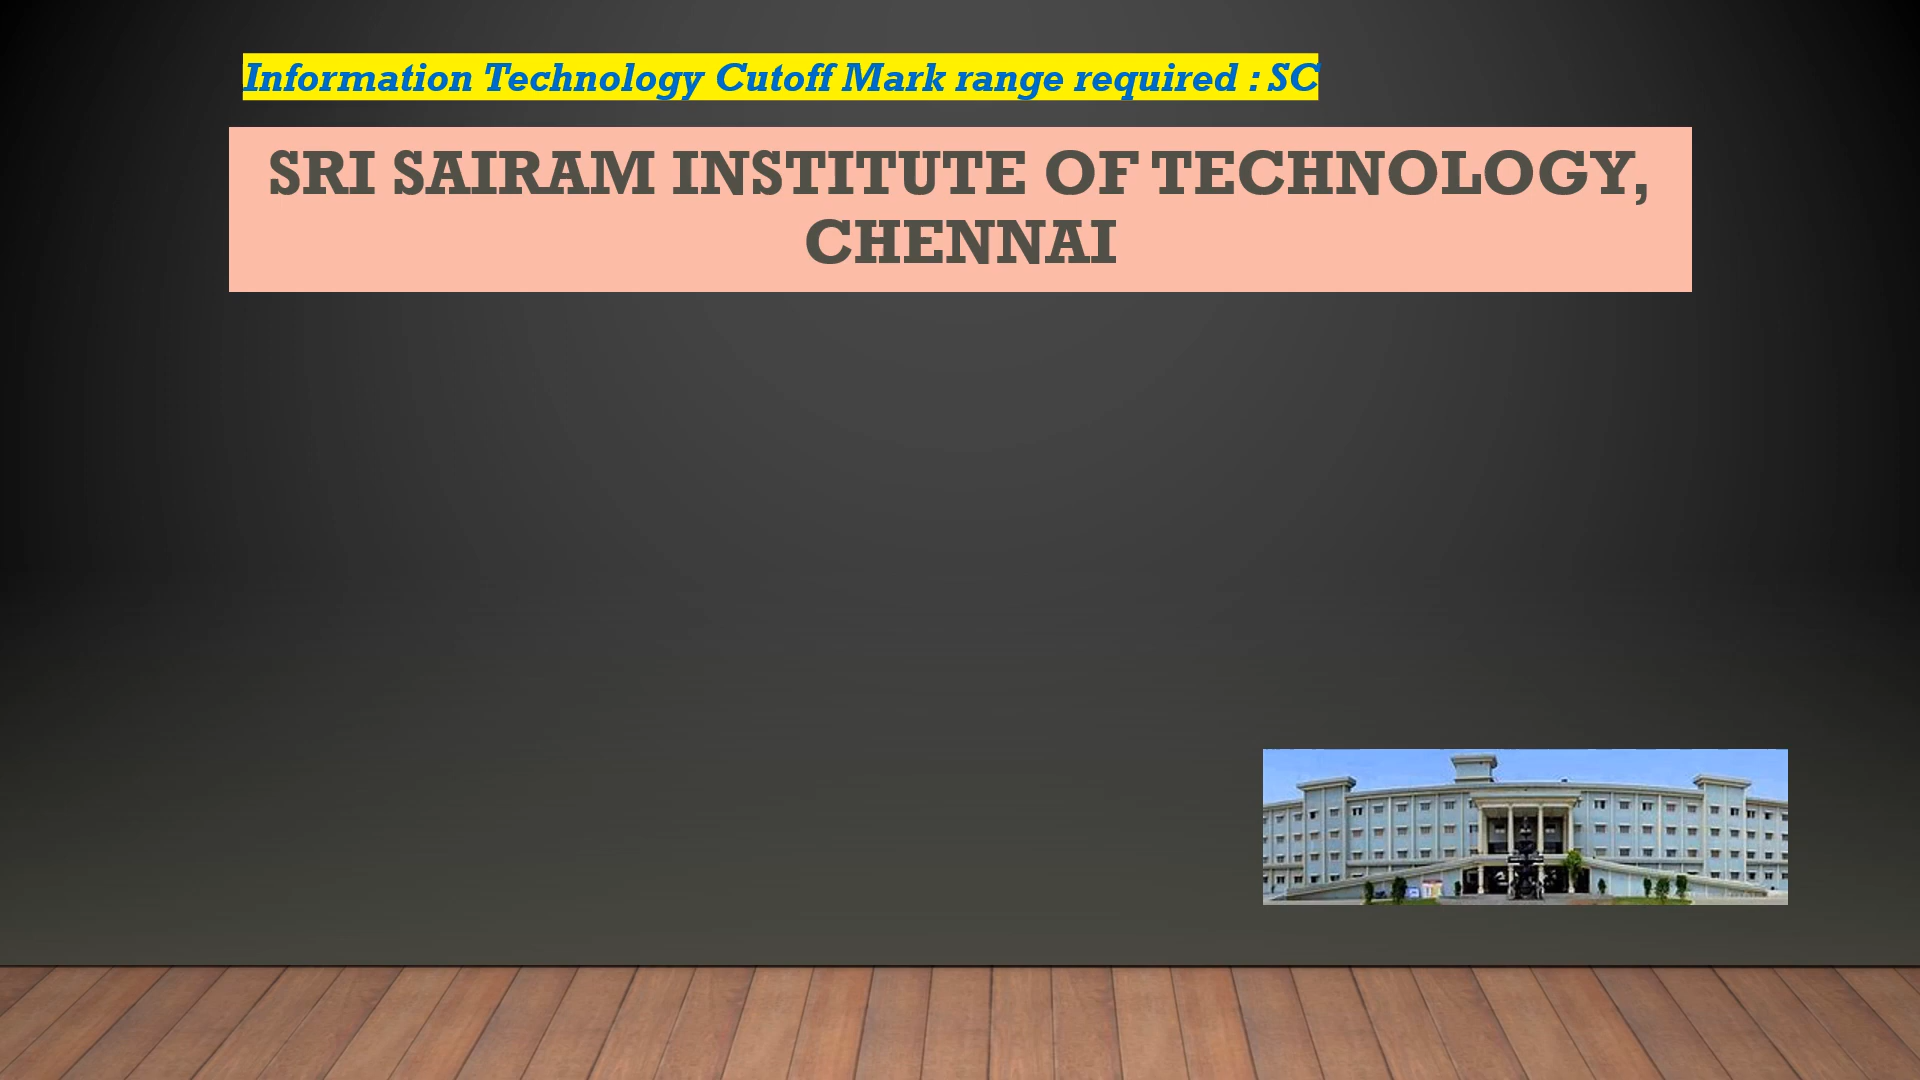 Information Technology Cutoff Mark range required : SC
SRI SAIRAM INSTITUTE OF TECHNOLOGY,
CHENNAI